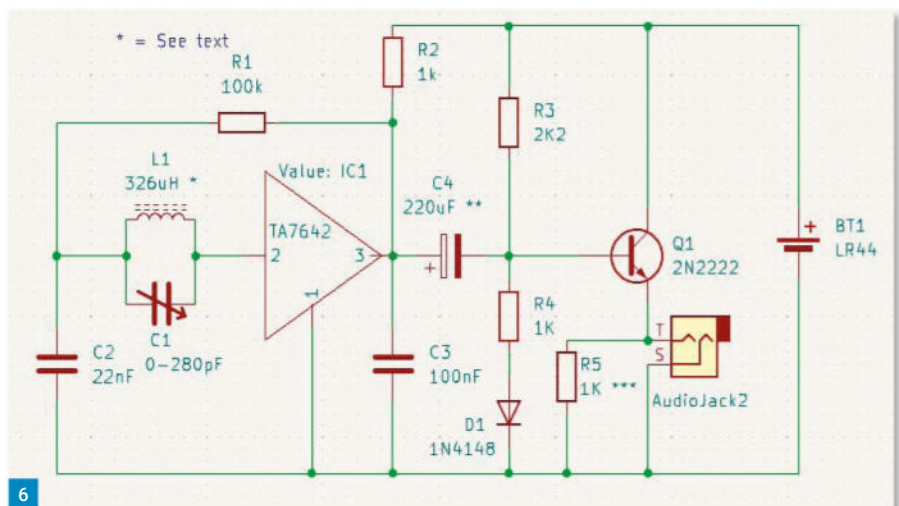 * = See text
R1
100k
R2
1k
R3
2K2
L1
326uH *
Value: IC1
TA7642
2
3
1
C4
220uF **
+
Q1
2N2222
+
BT1
LR44
C1
0-280pF
C2
22nF
C3
100nF
R4
1K
D1
1N4148
R5
1K ***
T
S
AudioJack2
6